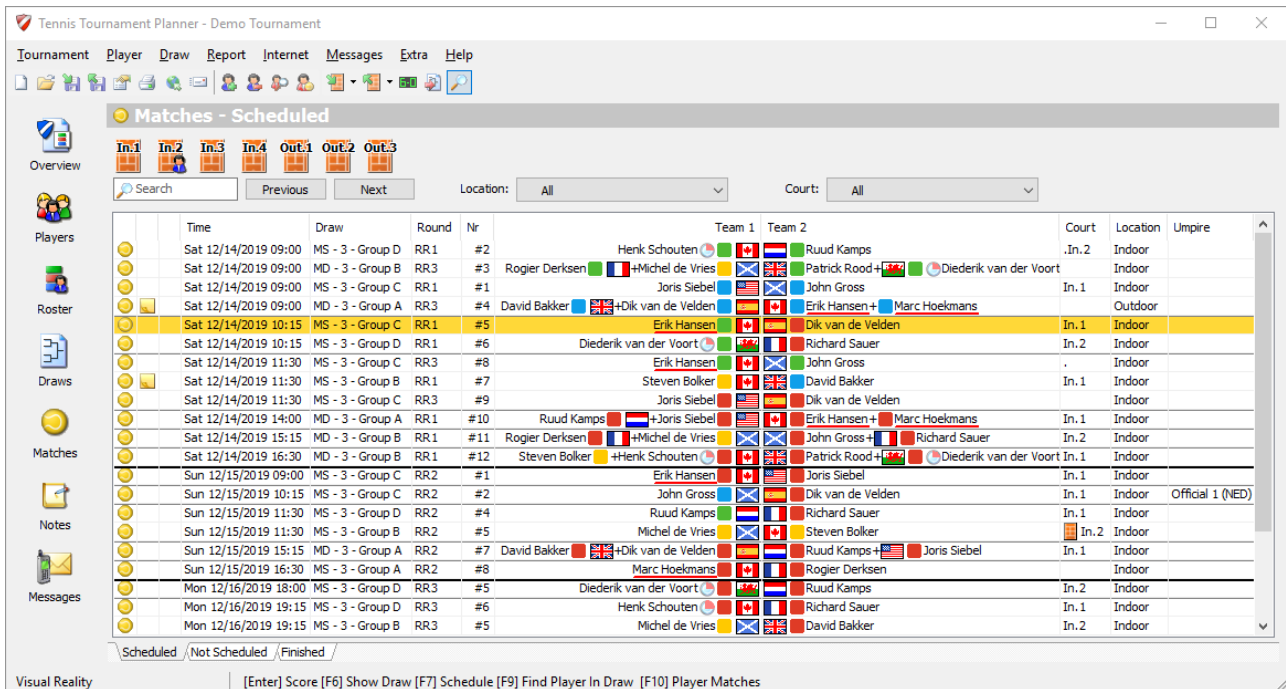 Tennis Tournament Planner - Demo Tournament
Tournament Player Draw Report Internet Messages Extra Help
Matches - Scheduled
In.1 In.2 In.3 In.4 Out.1 Out.2 Out.3
Search Previous Next Location: All Court: All
Overview
Players
Roster
Draws
Matches
Notes
Messages
Time Draw Round Nr Team 1 Team 2 Court Location Umpire
Sat 12/14/2019 09:00 MS - 3 - Group D RR1 #2 Henk Schouten Ruud Kamps .In.2 Indoor
Sat 12/14/2019 09:00 MD - 3 - Group B RR3 #3 Rogier Derksen +Michel de Vries Patrick Rood+ Diederik van der Voort Indoor
Sat 12/14/2019 09:00 MS - 3 - Group C RR1 #1 Joris Siebel John Gross In.1 Indoor
Sat 12/14/2019 09:00 MD - 3 - Group A RR3 #4 David Bakker +Dik van de Velden Erik Hansen+ Marc Hoekmans Outdoor
Sat 12/14/2019 10:15 MS - 3 - Group C RR1 #5 Erik Hansen Dik van de Velden In.1 Indoor
Sat 12/14/2019 10:15 MS - 3 - Group D RR1 #6 Diederik van der Voort Richard Sauer In.2 Indoor
Sat 12/14/2019 11:30 MS - 3 - Group C RR3 #8 Erik Hansen John Gross . Indoor
Sat 12/14/2019 11:30 MS - 3 - Group B RR1 #7 Steven Bolker David Bakker In.1 Indoor
Sat 12/14/2019 11:30 MS - 3 - Group C RR3 #9 Joris Siebel Dik van de Velden Indoor
Sat 12/14/2019 14:00 MD - 3 - Group A RR1 #10 Ruud Kamps +Joris Siebel Erik Hansen+ Marc Hoekmans In.1 Indoor
Sat 12/14/2019 15:15 MD - 3 - Group B RR1 #11 Rogier Derksen +Michel de Vries John Gross+ Richard Sauer In.2 Indoor
Sat 12/14/2019 16:30 MD - 3 - Group B RR1 #12 Steven Bolker +Henk Schouten Patrick Rood+ Diederik van der Voort In.1 Indoor
Sun 12/15/2019 09:00 MS - 3 - Group C RR2 #1 Erik Hansen Joris Siebel In.1 Indoor
Sun 12/15/2019 10:15 MS - 3 - Group C RR2 #2 John Gross Dik van de Velden In.1 Indoor Official 1 (NED)
Sun 12/15/2019 11:30 MS - 3 - Group D RR2 #4 Ruud Kamps Richard Sauer In.1 Indoor
Sun 12/15/2019 11:30 MS - 3 - Group B RR2 #5 Michel de Vries Steven Bolker In.2 Indoor
Sun 12/15/2019 15:15 MD - 3 - Group A RR2 #7 David Bakker +Dik van de Velden Ruud Kamps+ Joris Siebel In.1 Indoor
Sun 12/15/2019 16:30 MS - 3 - Group A RR2 #8 Marc Hoekmans Rogier Derksen Indoor
Mon 12/16/2019 18:00 MS - 3 - Group D RR3 #5 Diederik van der Voort Ruud Kamps In.2 Indoor
Mon 12/16/2019 19:15 MS - 3 - Group D RR3 #6 Henk Schouten Richard Sauer In.1 Indoor
Mon 12/16/2019 19:15 MS - 3 - Group B RR3 #5 Michel de Vries David Bakker In.2 Indoor
Scheduled Not Scheduled Finished
Visual Reality [Enter] Score [F6] Show Draw [F7] Schedule [F9] Find Player In Draw [F10] Player Matches